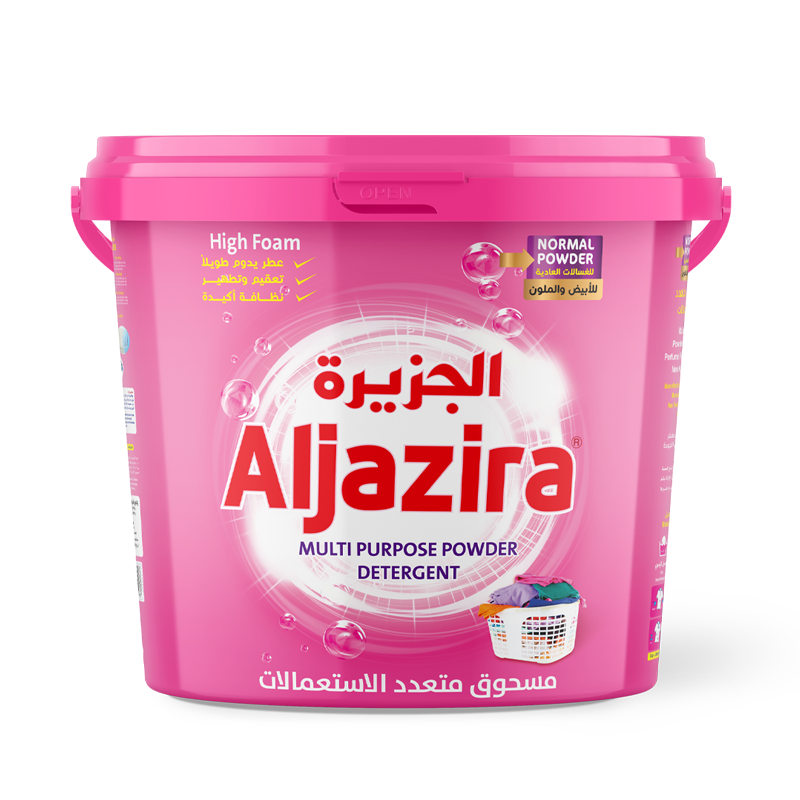 OPEN
High Foam
عطر يدوم طويلاً
تعقيم وتطهير
نظافة أكيدة
NORMAL
POWDER
للغسالات العادية
للأبيض والملون
الجزيرة
Aljazira®
MULTI PURPOSE POWDER
DETERGENT
مسحوق متعدد الاستعمالات